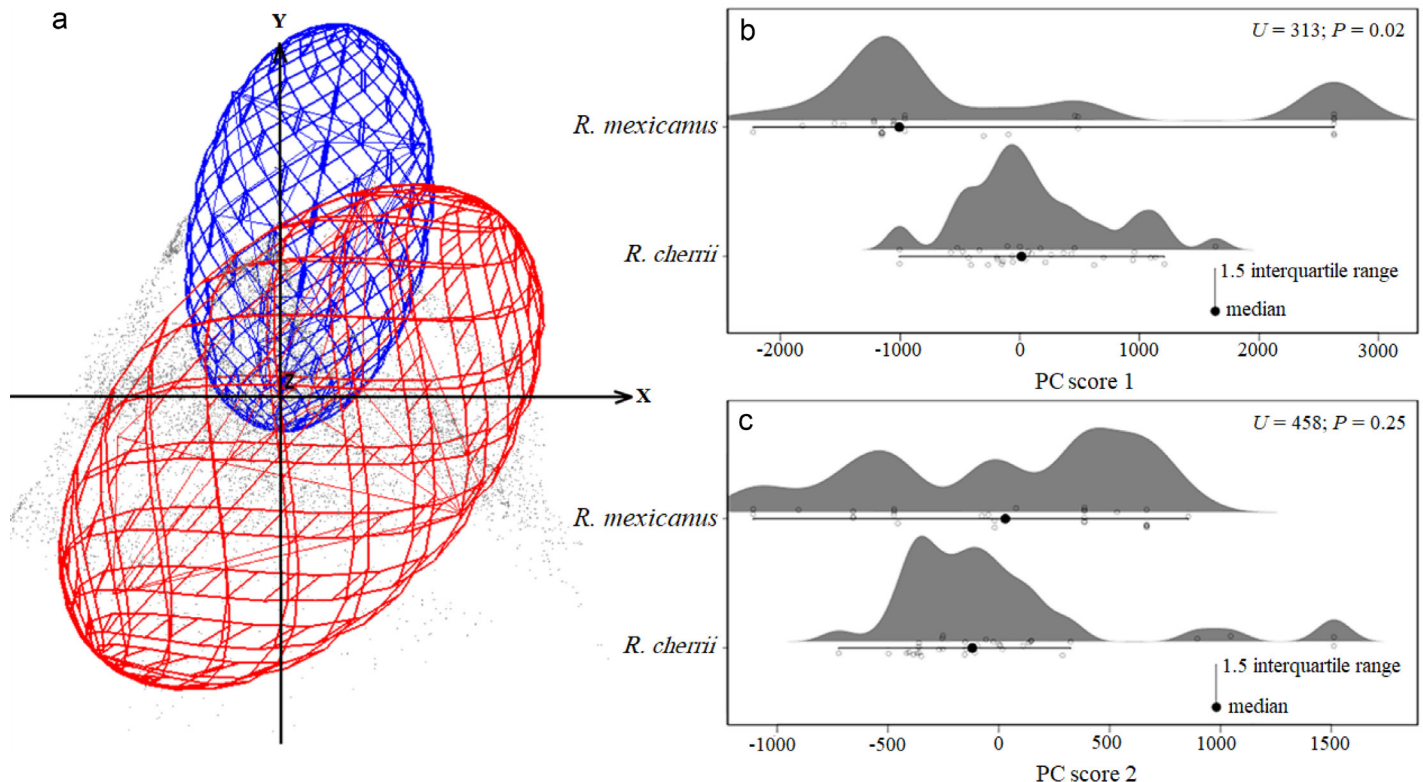 a
Y
Z
X
b
U = 313; P = 0.02
R. mexicanus
R. cherrii
1.5 interquartile range
median
-2000 -1000 0 1000 2000 3000
PC score 1
c
U = 458; P = 0.25
R. mexicanus
R. cherrii
1.5 interquartile range
median
-1000 -500 0 500 1000 1500
PC score 2